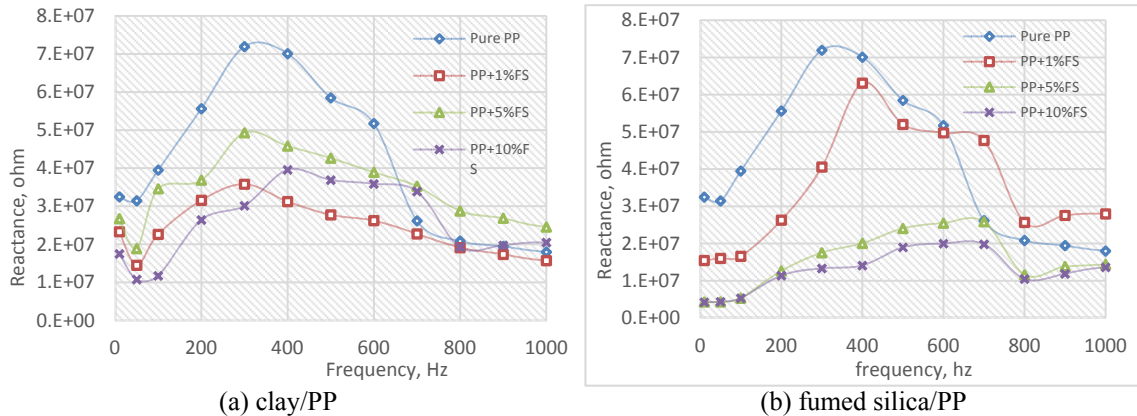 8.E+07
7.E+07
6.E+07
5.E+07
4.E+07
3.E+07
2.E+07
1.E+07
0.E+00
Reactance, ohm
Pure PP
PP+1%FS
PP+5%FS
PP+10%F
S
0 200 400 600 800 1000
Frequency, Hz
(a) clay/PP
8.E+07
7.E+07
6.E+07
5.E+07
4.E+07
3.E+07
2.E+07
1.E+07
0.E+00
Reactance, ohm
Pure PP
PP+1%FS
PP+5%FS
PP+10%FS
0 200 400 600 800 1000
frequency, hz
(b) fumed silica/PP